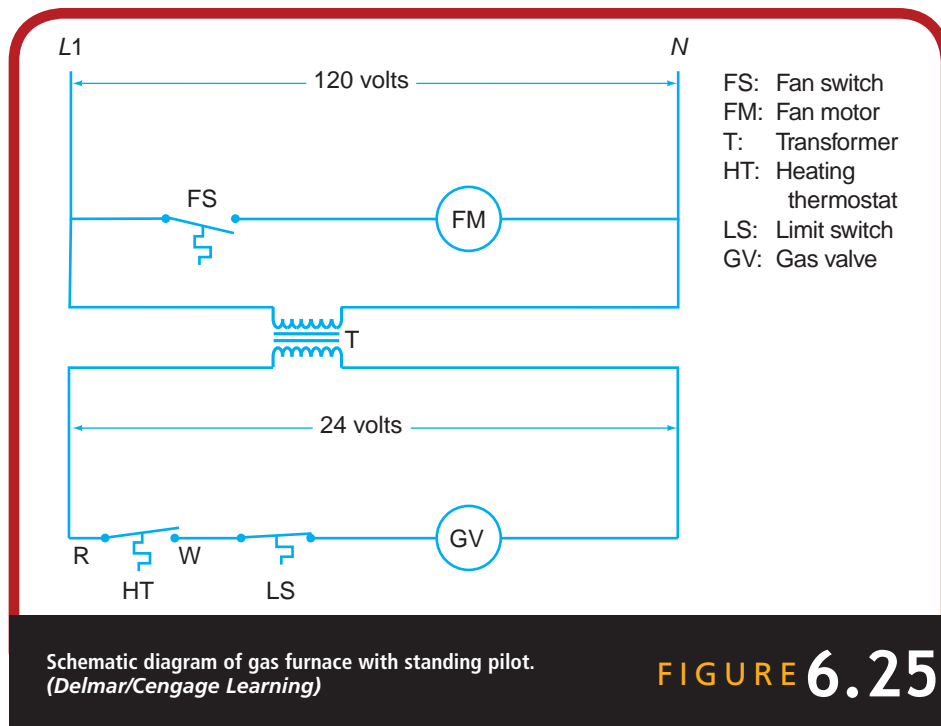 L1
N
120 volts
FS: Fan switch
FM: Fan motor
T: Transformer
HT: Heating
thermostat
LS: Limit switch
GV: Gas valve
FS
FM
T
24 volts
R
W
GV
HT
LS
Schematic diagram of gas furnace with standing pilot.
(Delmar/Cengage Learning)
FIGURE 6.25